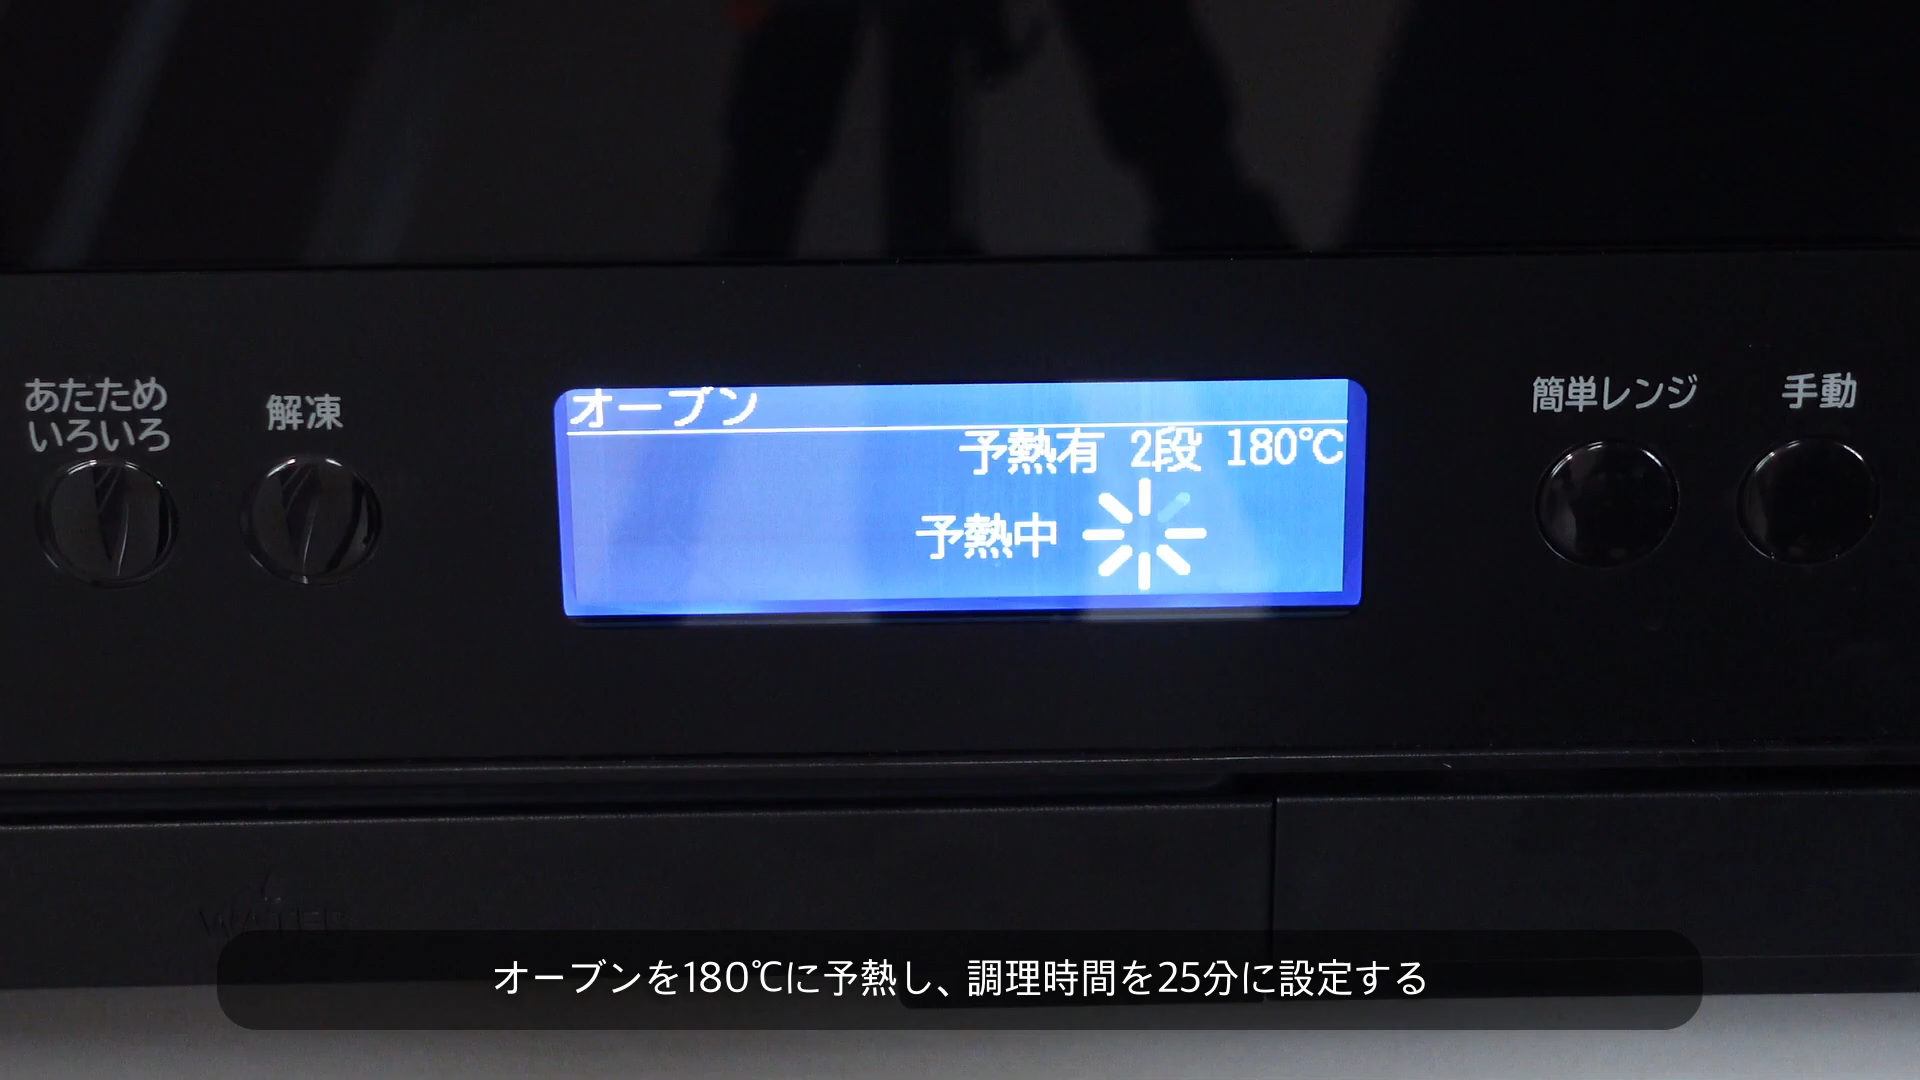 あたため
いろいろ
解凍
オーブン
予熱有 2段 180℃
予熱中
簡単レンジ
手動
WATER
オーブンを180℃に予熱し、調理時間を25分に設定する